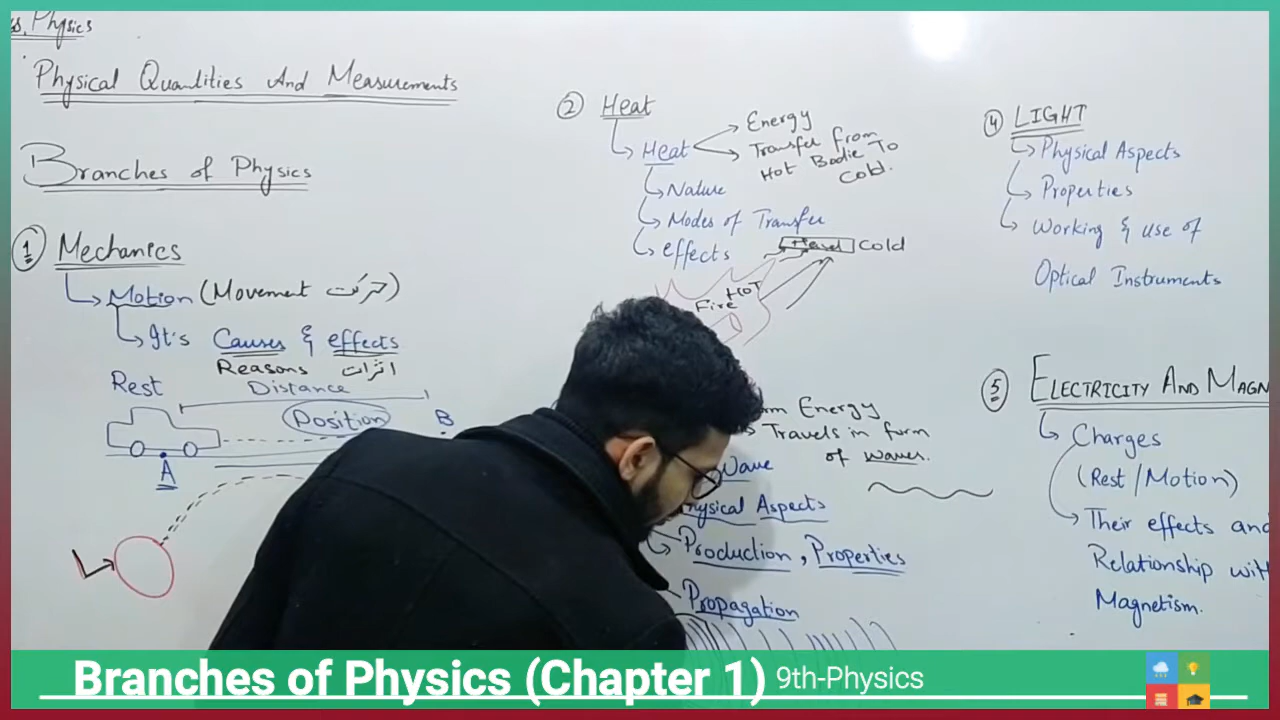 Physics
Physical Quantities And Measurements
Branches of Physics
1 Mechanics
Motion (Movement حرکت)
It's Causes & effects
Reasons اثرات
Rest
Distance
Position
B
A
2 Heat
Heat
Energy
Transfer from
Hot Bodie To
Cold.
Nature
Modes of Transfer
effects
Cold
HOT
Fire
Energy
Travels in form
of waves.
Wave
Physical Aspects
Production, Properties
Propagation
4 LIGHT
Physical Aspects
Properties
Working & use of
Optical Instruments
5 ELECTRICITY AND MAGN
Charges
(Rest / Motion)
Their effects and
Relationship with
Magnetism.
Branches of Physics (Chapter 1) 9th-Physics